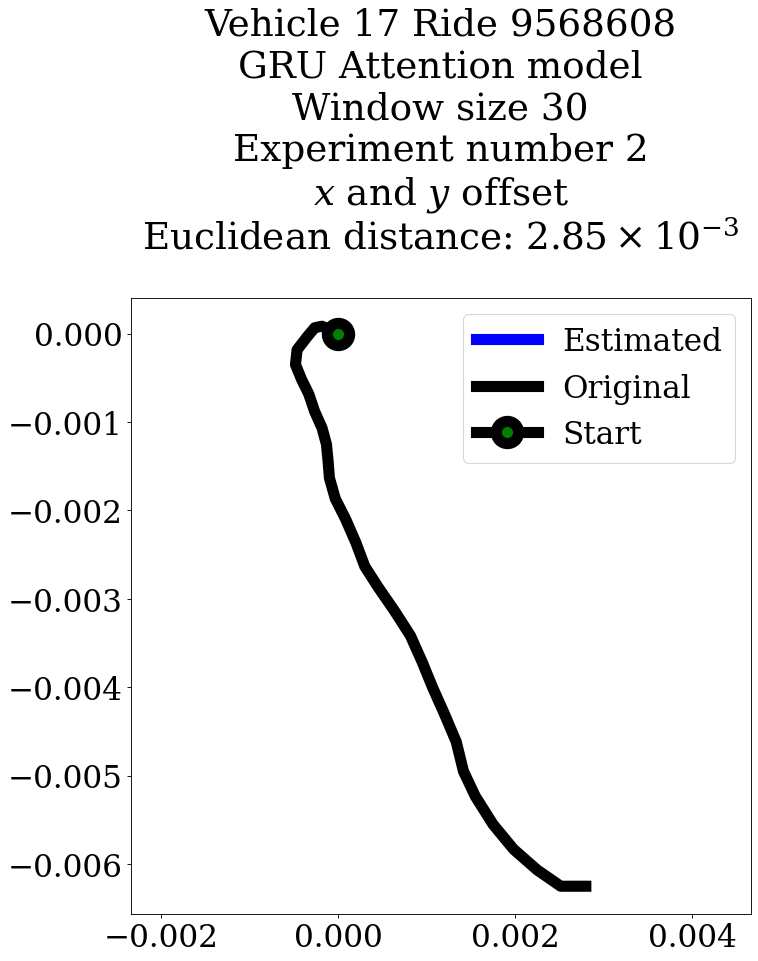 Vehicle 17 Ride 9568608
GRU Attention model
Window size 30
Experiment number 2
x and y offset
Euclidean distance: 2.85 × 10⁻³
Estimated
Original
Start
0.000
−0.001
−0.002
−0.003
−0.004
−0.005
−0.006
−0.002 0.000 0.002 0.004